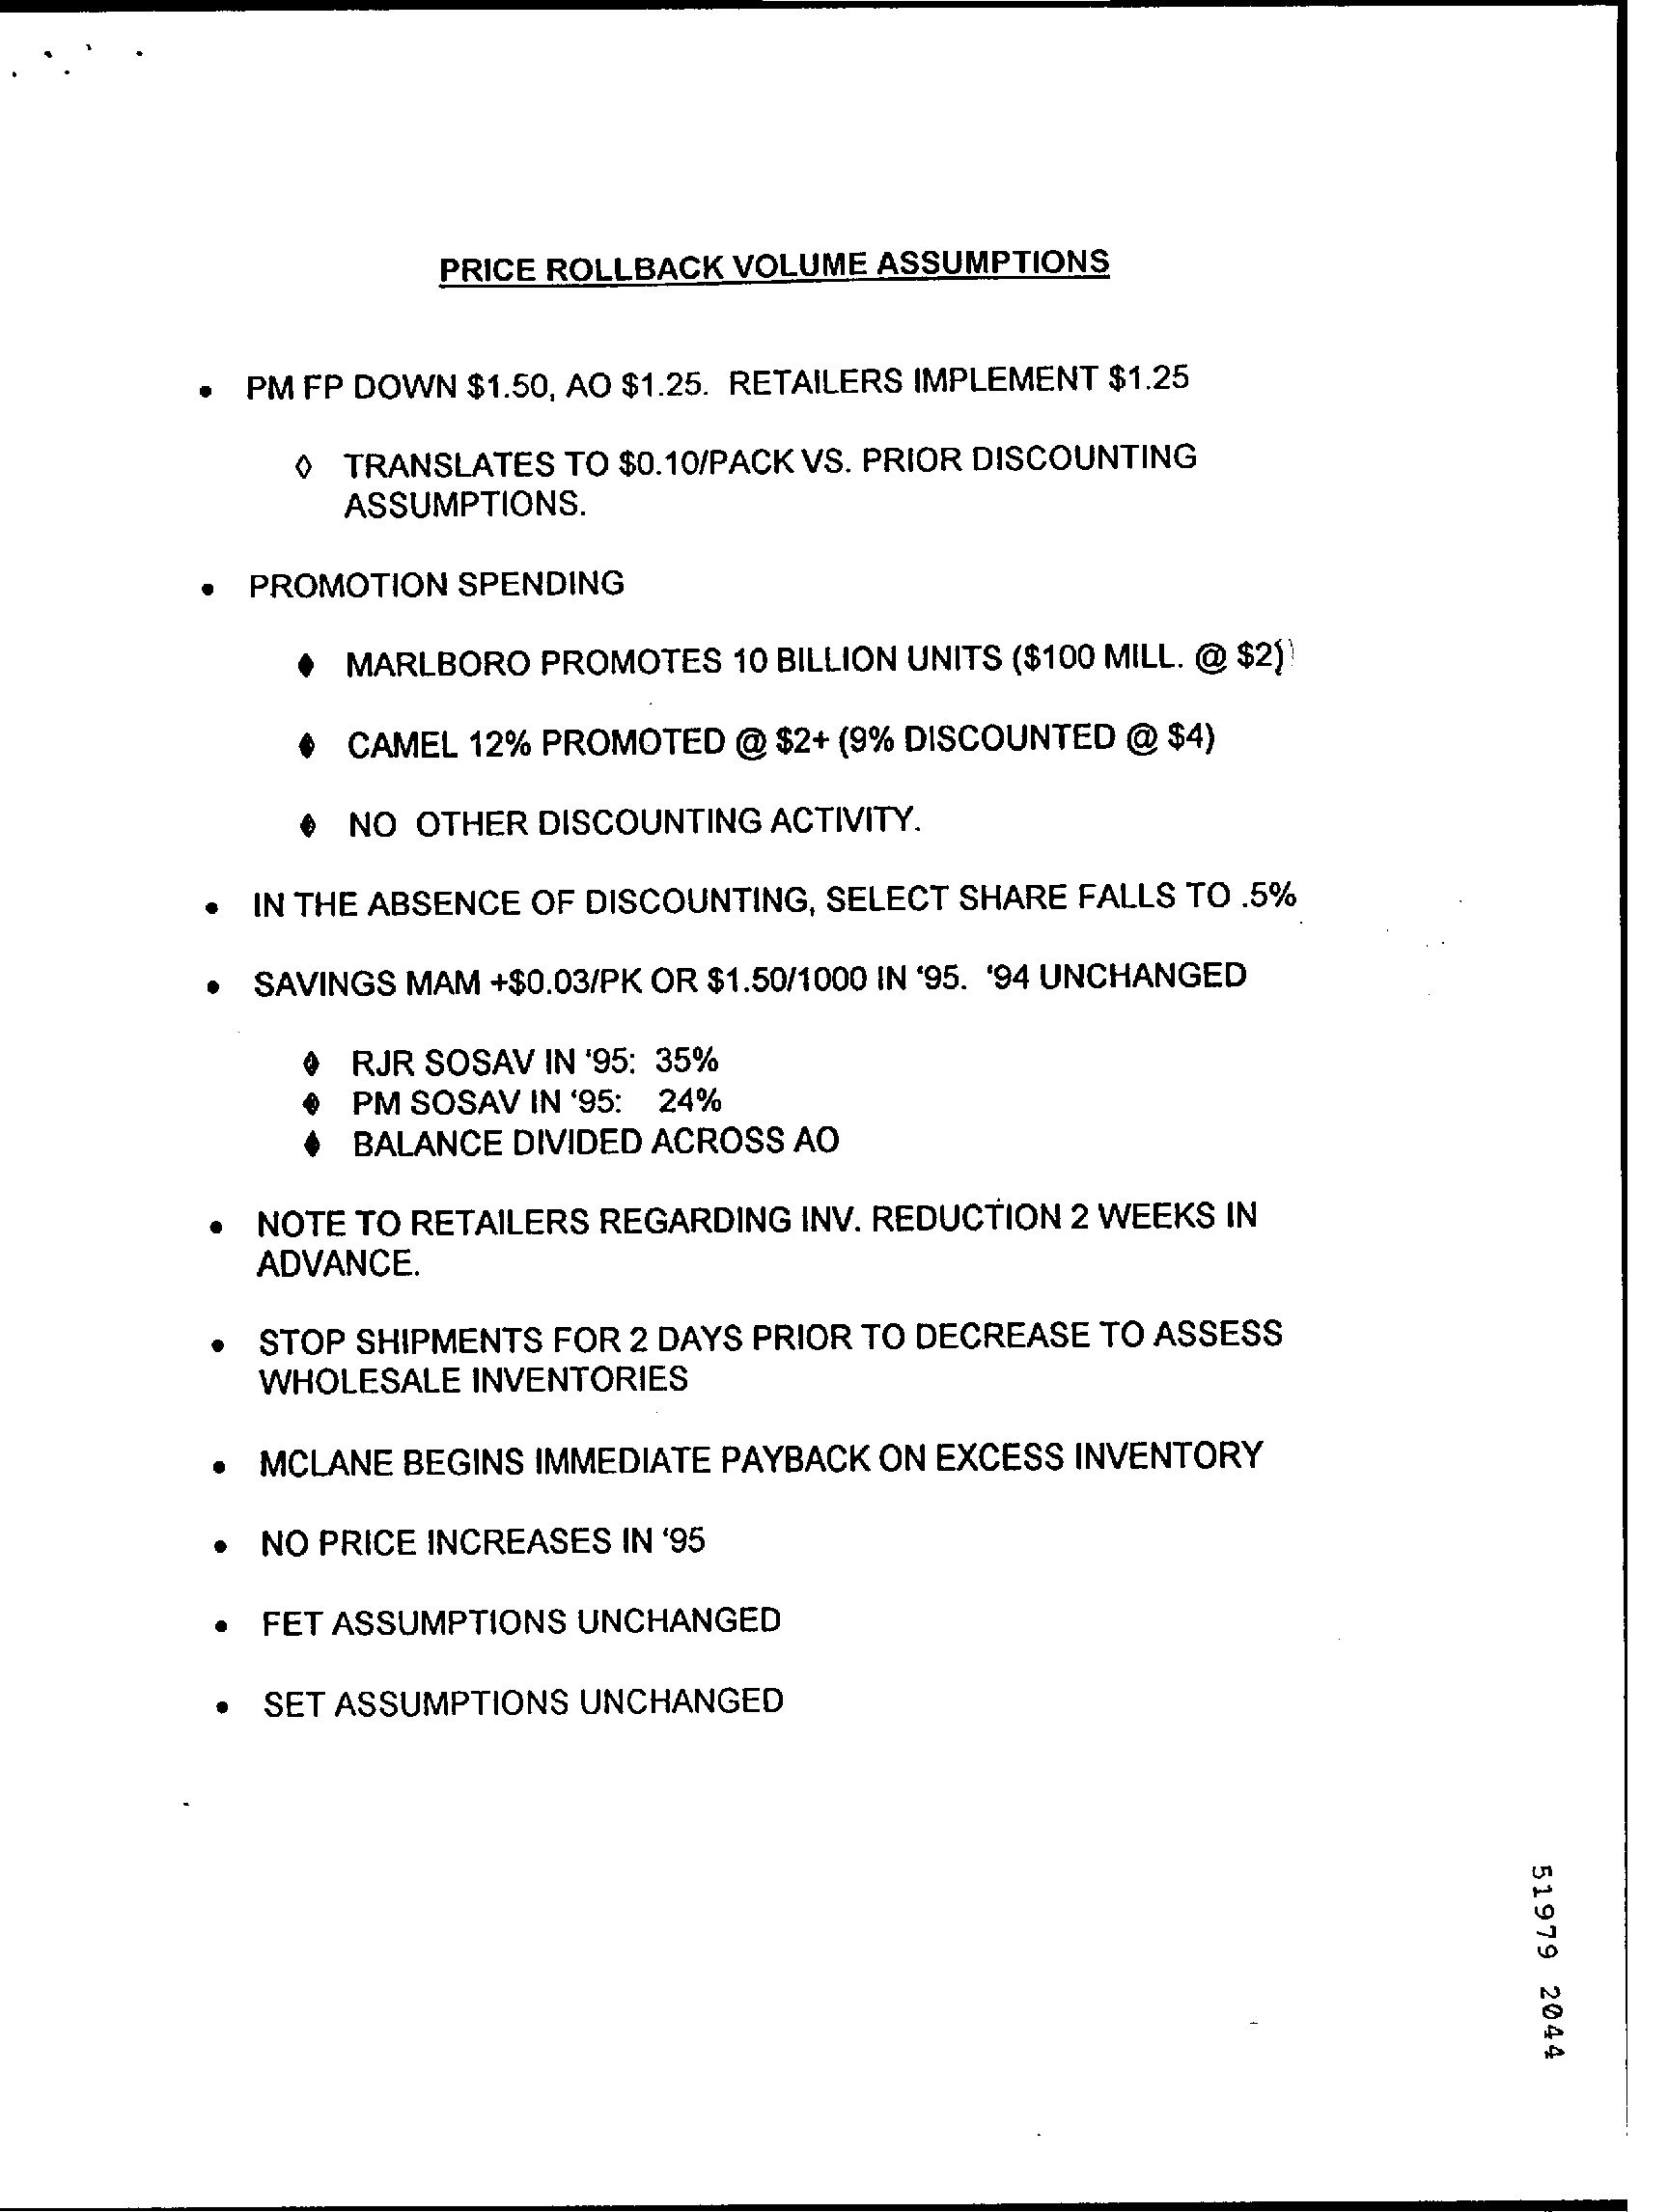 PRICE ROLLBACK VOLUME ASSUMPTIONS
• PM FP DOWN $1.50, AO $1.25. RETAILERS IMPLEMENT $1.25
◊ TRANSLATES TO $0.10/PACK VS. PRIOR DISCOUNTING
ASSUMPTIONS.
• PROMOTION SPENDING
♦ MARLBORO PROMOTES 10 BILLION UNITS ($100 MILL. @ $2)
♦ CAMEL 12% PROMOTED @ $2+ (9% DISCOUNTED @ $4)
♦ NO OTHER DISCOUNTING ACTIVITY.
• IN THE ABSENCE OF DISCOUNTING, SELECT SHARE FALLS TO .5%
• SAVINGS MAM +$0.03/PK OR $1.50/1000 IN '95. '94 UNCHANGED
♦ RJR SOSAV IN '95: 35%
♦ PM SOSAV IN '95: 24%
♦ BALANCE DIVIDED ACROSS AO
• NOTE TO RETAILERS REGARDING INV. REDUCTION 2 WEEKS IN
ADVANCE.
• STOP SHIPMENTS FOR 2 DAYS PRIOR TO DECREASE TO ASSESS
WHOLESALE INVENTORIES
• MCLANE BEGINS IMMEDIATE PAYBACK ON EXCESS INVENTORY
• NO PRICE INCREASES IN '95
• FET ASSUMPTIONS UNCHANGED
• SET ASSUMPTIONS UNCHANGED
51979 2044